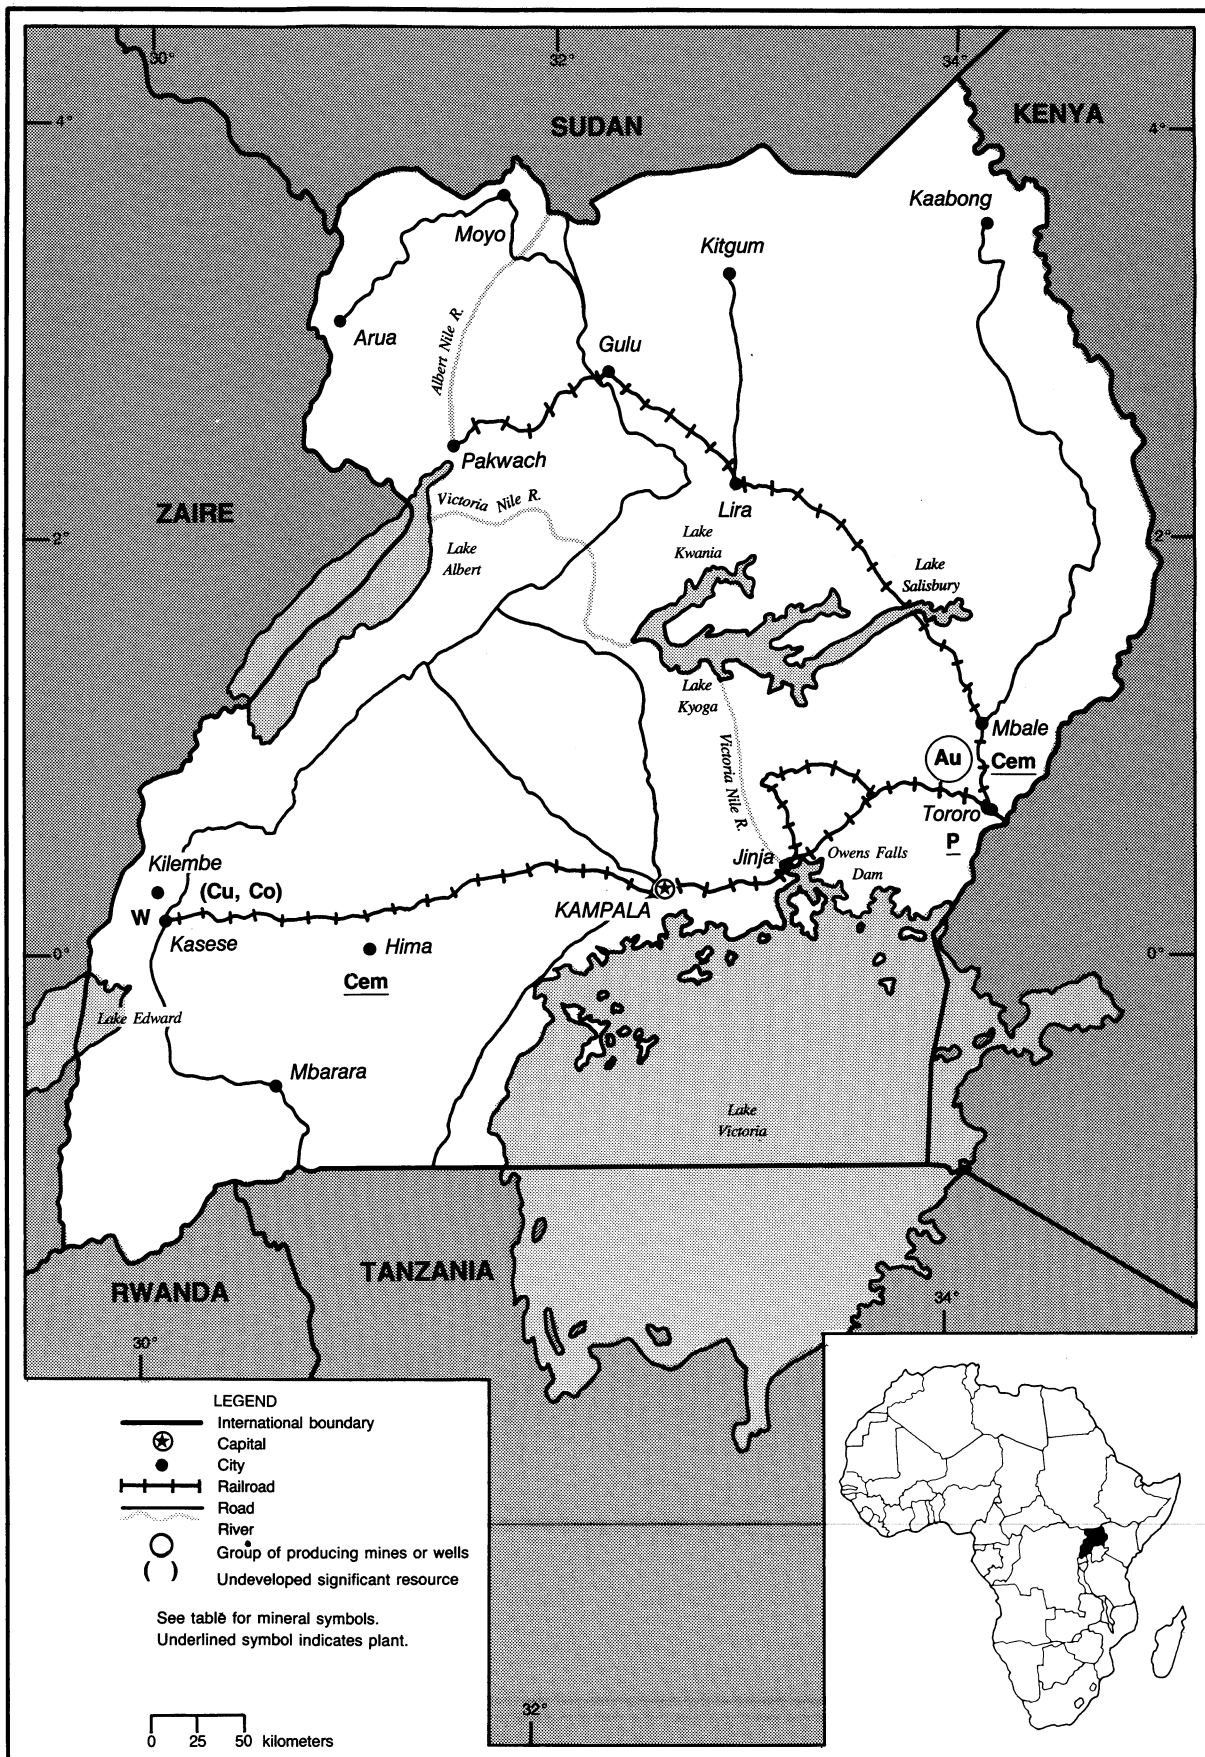 30°
32°
34°
4°
SUDAN
KENYA
4°
Kaabong
Moyo
Kitgum
Arua
Albert Nile R.
Gulu
Pakwach
Victoria Nile R.
ZAIRE
Lira
2°
Lake
Albert
Lake
Kwania
Lake
Salisbury
2°
Lake
Kyoga
Mbale
Victoria Nile R.
Au
Cem
Tororo
P
Kilembe
Jinja
Owens Falls
Dam
(Cu, Co)
KAMPALA
W
Kasese
Hima
0°
0°
Cem
Lake Edward
Mbarara
Lake
Victoria
TANZANIA
RWANDA
34°
30°
LEGEND
International boundary
Capital
City
Railroad
Road
River
Group of producing mines or wells
( ) Undeveloped significant resource
See table for mineral symbols.
Underlined symbol indicates plant.
32°
0 25 50 kilometers